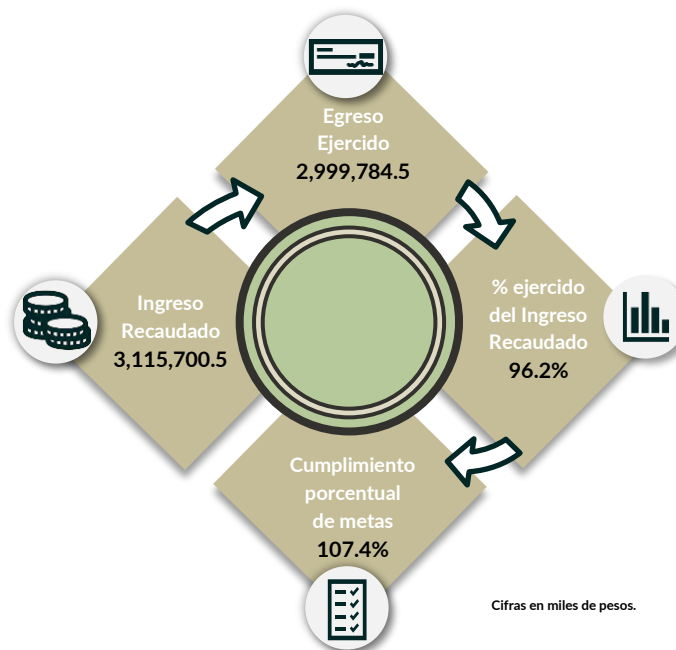 Egreso
Ejercido
2,999,784.5
Ingreso
Recaudado
3,115,700.5
% ejercido
del Ingreso
Recaudado
96.2%
Cumplimiento
porcentual
de metas
107.4%
Cifras en miles de pesos.